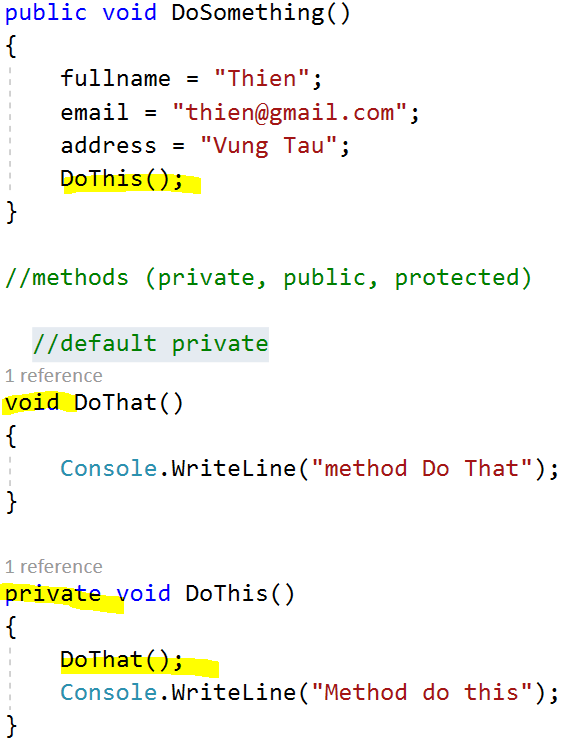 public void DoSomething()
{
fullname = "Thien";
email = "thien@gmail.com";
address = "Vung Tau";
DoThis();
}
//methods (private, public, protected)
//default private
1 reference
void DoThat()
{
Console.WriteLine("method Do That");
}
1 reference
private void DoThis()
{
DoThat();
Console.WriteLine("Method do this");
}